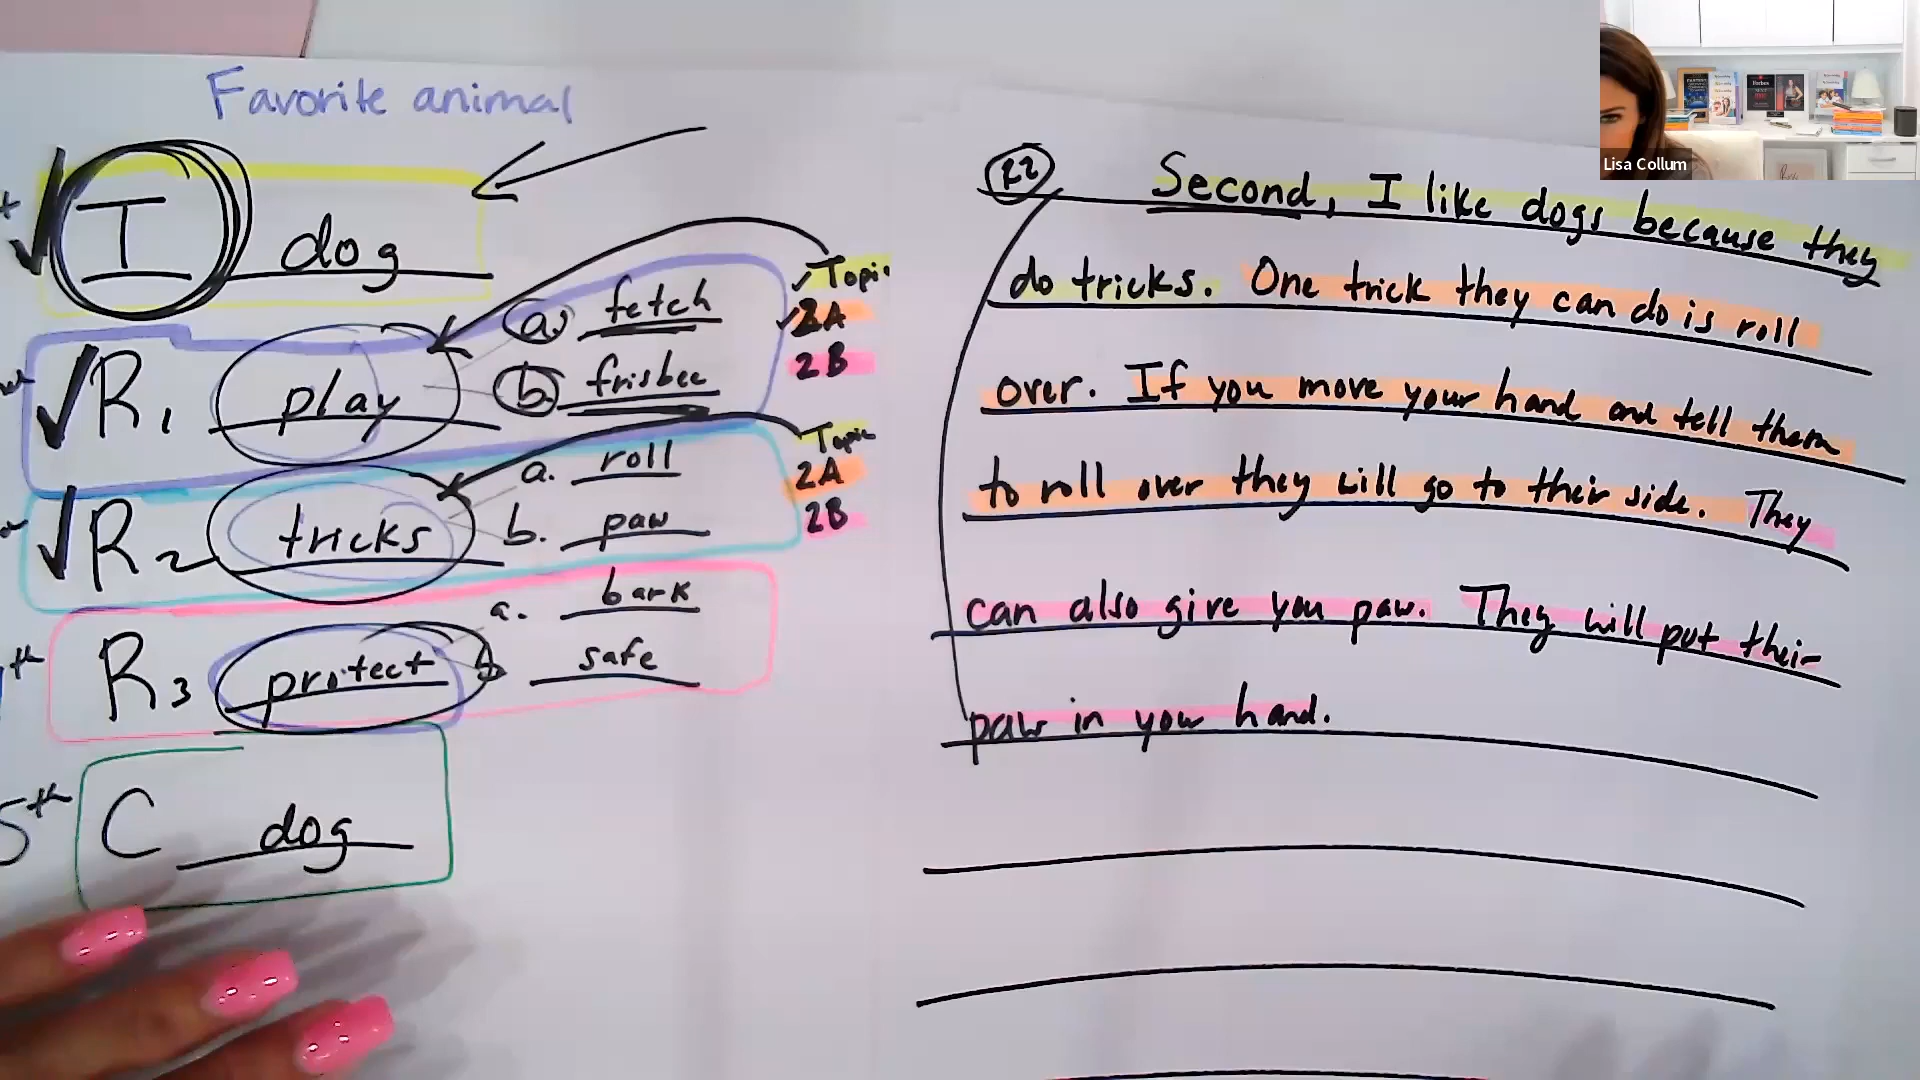 Favorite animal
I dog
R1 play
a. fetch
b. frisbee
Topic
2A
2B
R2 tricks
a. roll
b. paw
Topic
2A
2B
R3 protect
a. bark
b. safe
5th C dog
R2 Second, I like dogs because they
do tricks. One trick they can do is roll
over. If you move your hand and tell them
to roll over they will go to their side. They
can also give you paw. They will put their
paw in your hand.
Lisa Collum